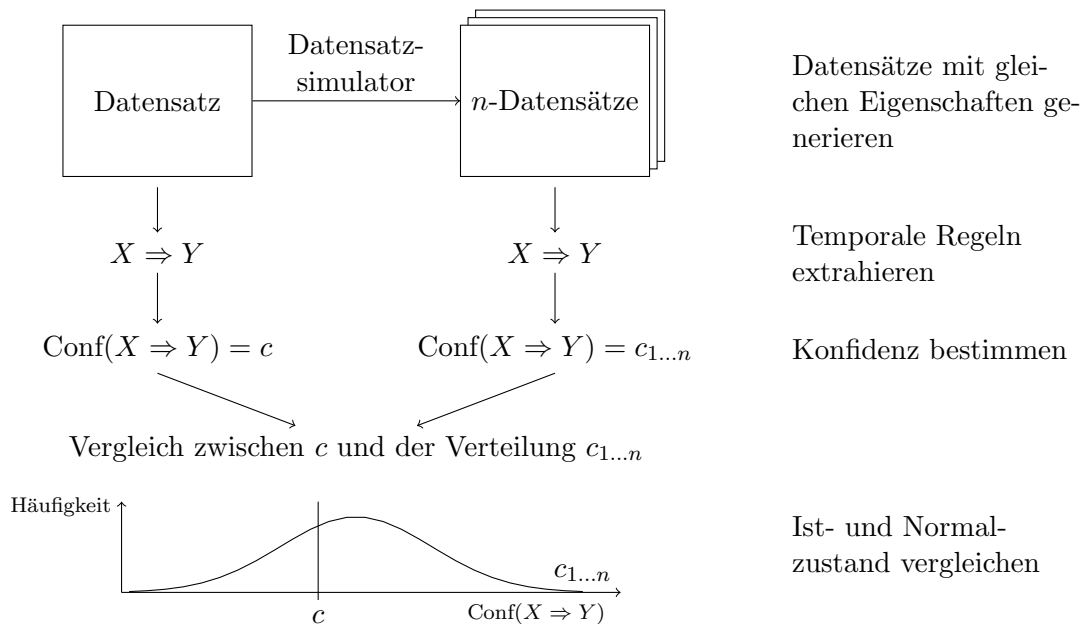 Datensatz
Datensatz-
simulator
n-Datensätze
Datensätze mit glei-
chen Eigenschaften ge-
nerieren
X ⇒ Y
X ⇒ Y
Temporale Regeln
extrahieren
Conf(X ⇒ Y) = c
Conf(X ⇒ Y) = c₁...ₙ
Konfidenz bestimmen
Vergleich zwischen c und der Verteilung c₁...ₙ
Häufigkeit
c₁...ₙ
c
Conf(X ⇒ Y)
Ist- und Normal-
zustand vergleichen